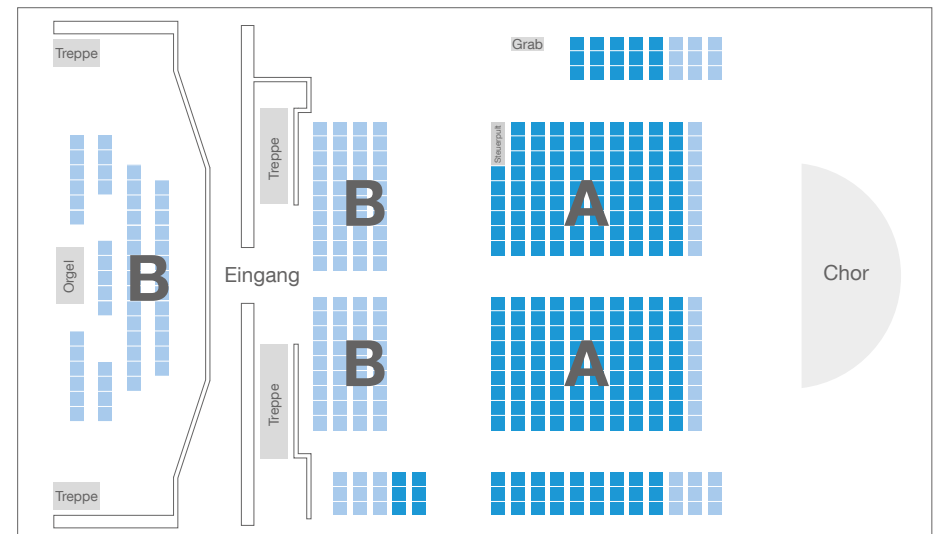 Treppe
Grab
Treppe
Steuerpult
B
A
Orgel
B
Eingang
Chor
B
A
Treppe
Treppe